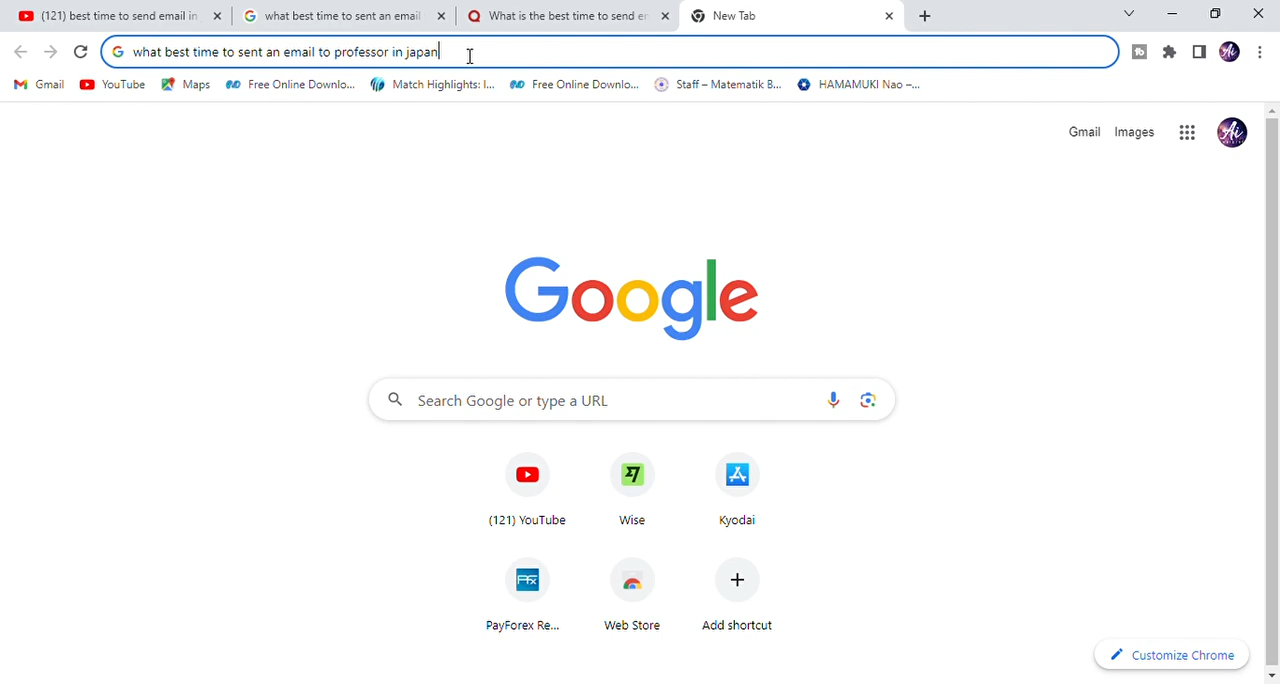 (121) best time to send email in
what best time to sent an email
What is the best time to send en
New Tab
what best time to sent an email to professor in japan
Gmail
YouTube
Maps
Free Online Downlo...
Match Highlights: I...
Free Online Downlo...
Staff – Matematik B...
HAMAMUKI Nao –...
Gmail
Images
Ai
Google
Search Google or type a URL
(121) YouTube
Wise
Kyodai
PayForex Re...
Web Store
Add shortcut
Customize Chrome